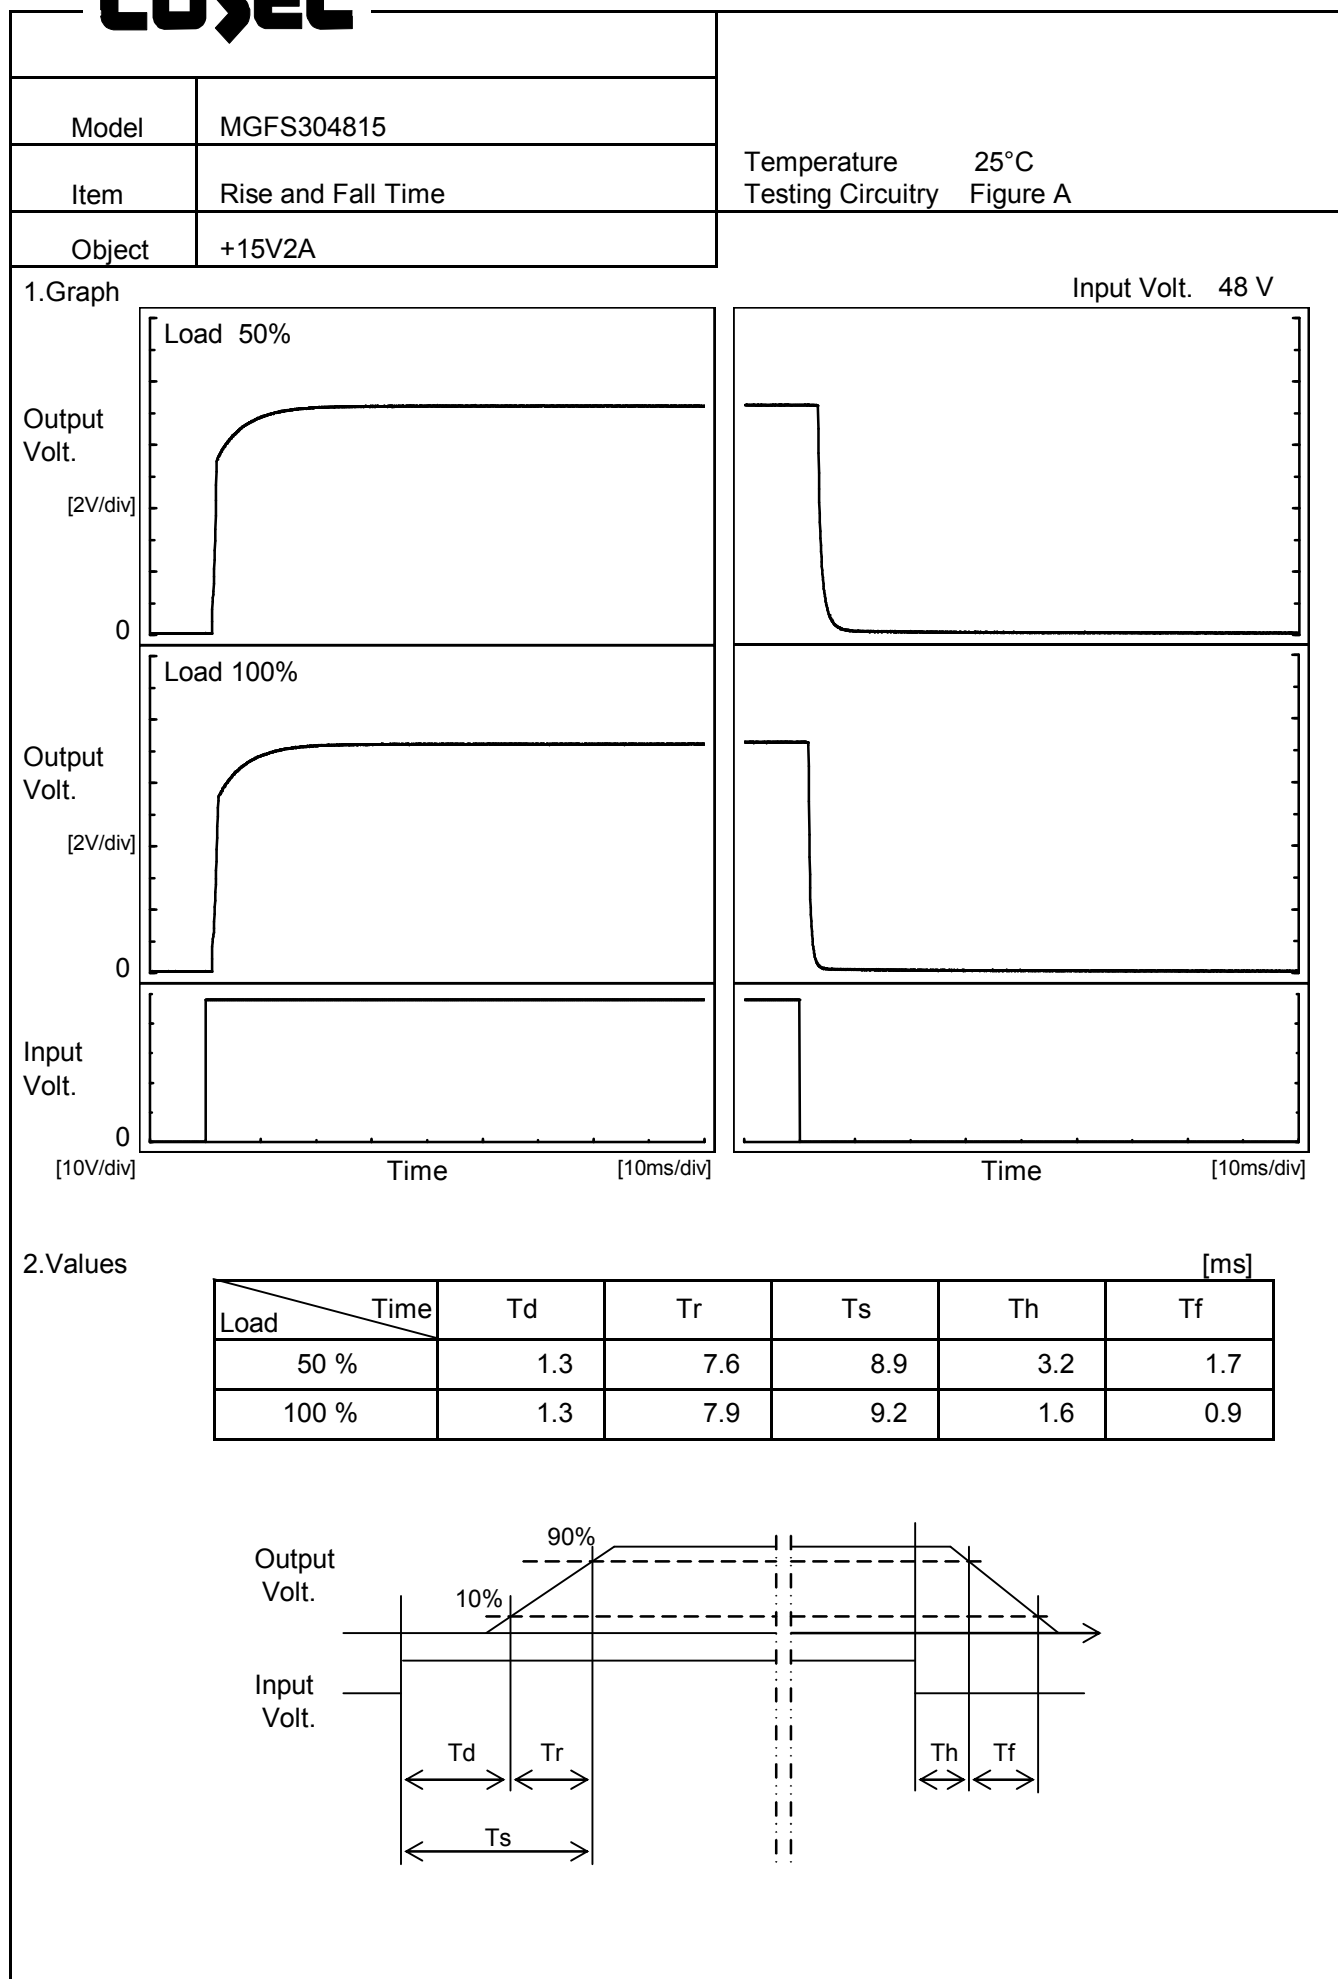 COSEL
Model MGFS304815
Temperature 25°C
Item Rise and Fall Time Testing Circuitry Figure A
Object +15V2A
1.Graph Input Volt. 48 V
Load 50%
Output
Volt.
[2V/div]
0
Load 100%
Output
Volt.
[2V/div]
0
Input
Volt.
0
[10V/div] Time [10ms/div] Time [10ms/div]
2.Values [ms]
Time Td Tr Ts Th Tf
Load
50 % 1.3 7.6 8.9 3.2 1.7
100 % 1.3 7.9 9.2 1.6 0.9
90%
Output
Volt.
10%
Input
Volt.
Td Tr Th Tf
Ts